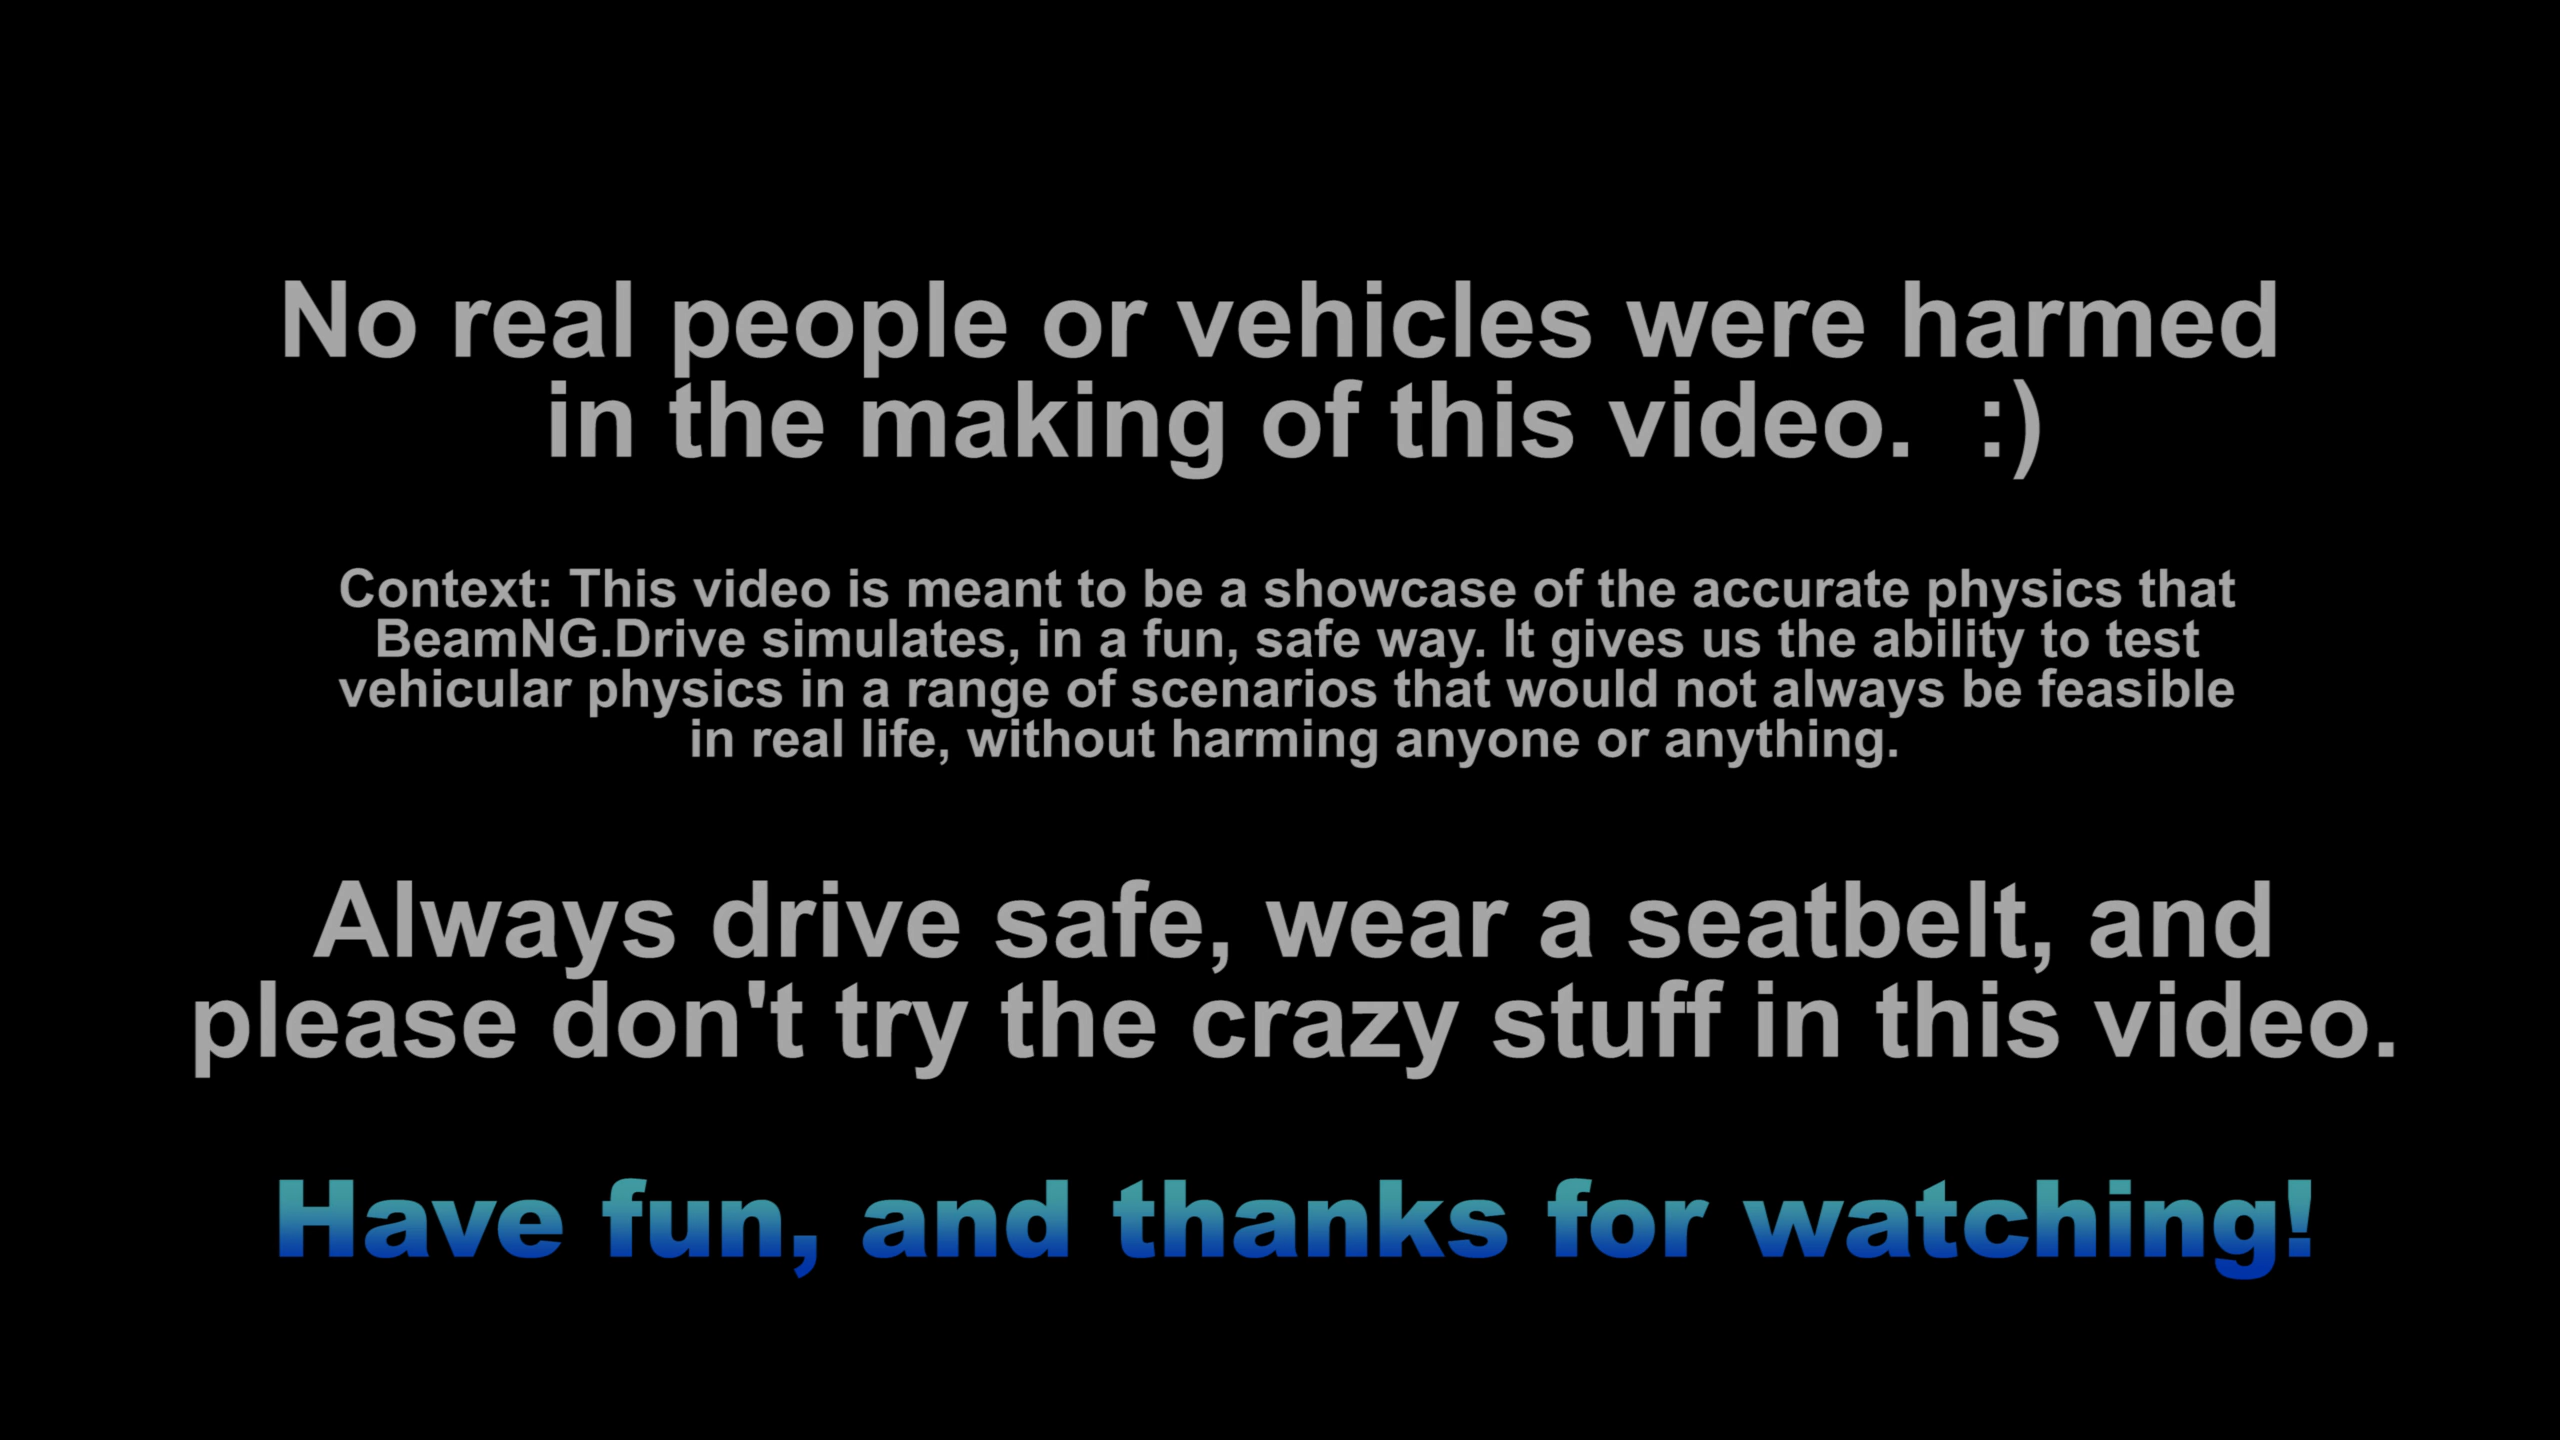 No real people or vehicles were harmed
in the making of this video.  :)
Context: This video is meant to be a showcase of the accurate physics that
BeamNG.Drive simulates, in a fun, safe way. It gives us the ability to test
vehicular physics in a range of scenarios that would not always be feasible
in real life, without harming anyone or anything.
Always drive safe, wear a seatbelt, and
please don't try the crazy stuff in this video.
Have fun, and thanks for watching!